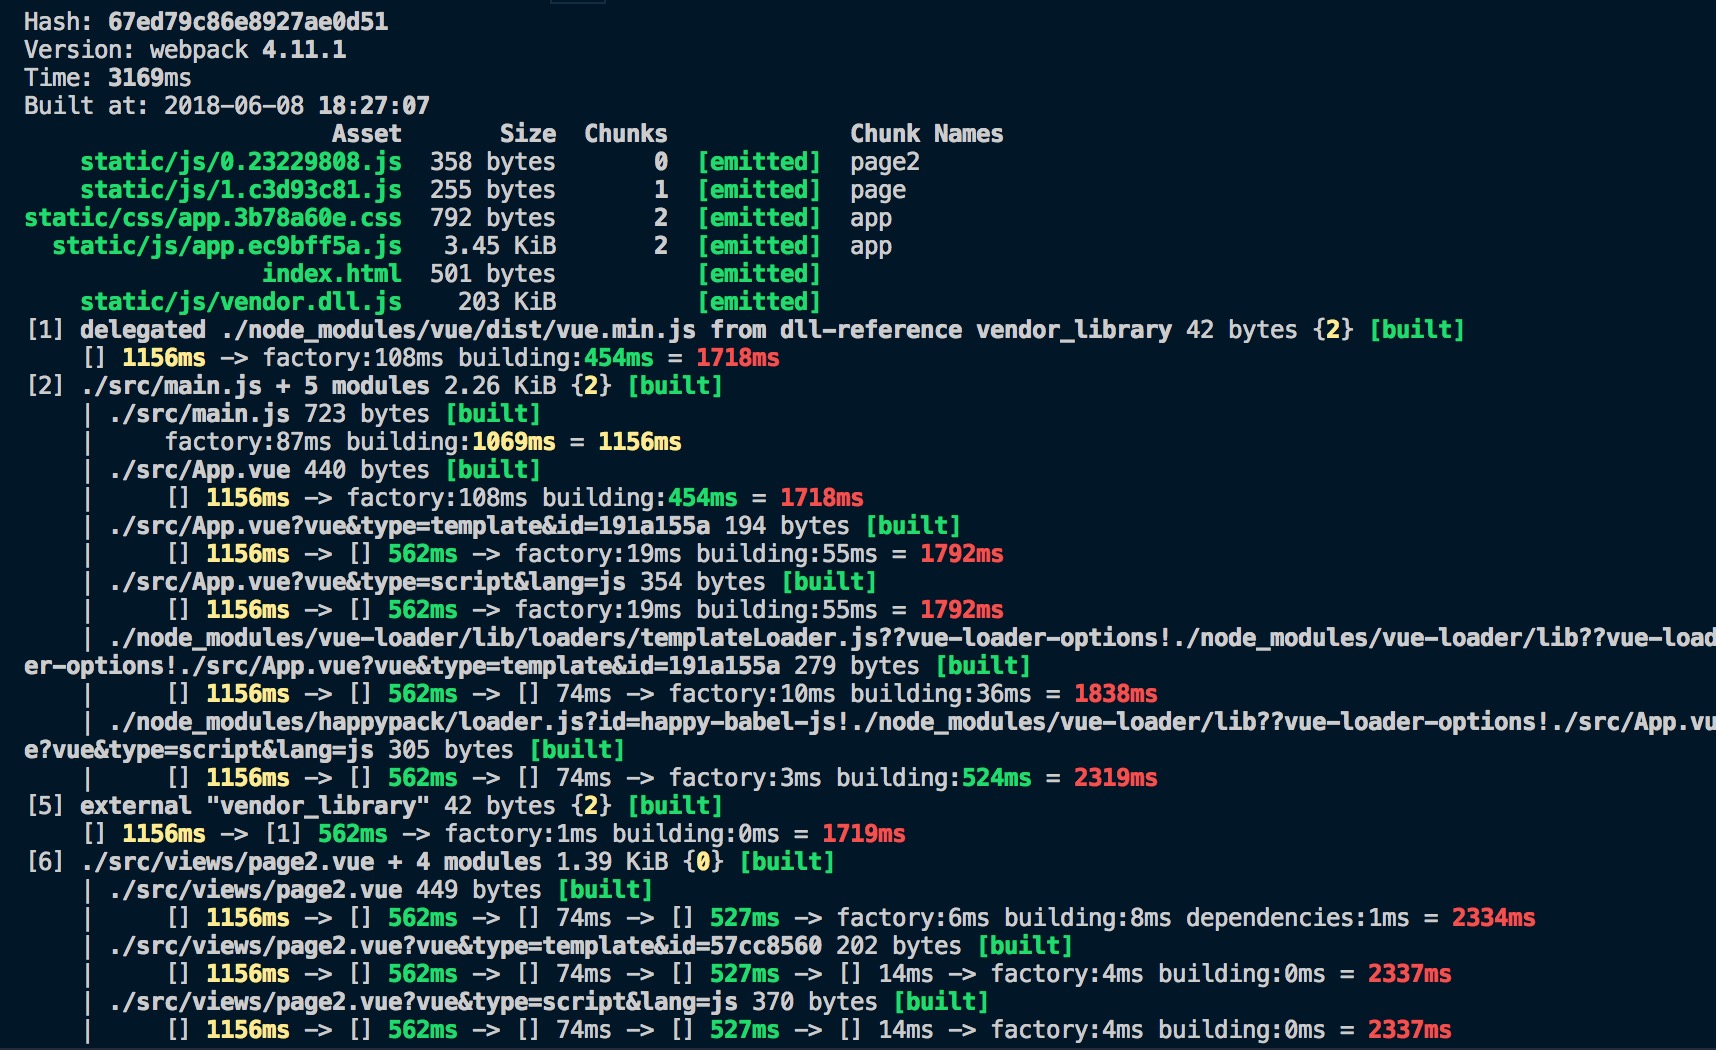 Hash: 67ed79c86e8927ae0d51
Version: webpack 4.11.1
Time: 3169ms
Built at: 2018-06-08 18:27:07
Asset Size Chunks Chunk Names
static/js/0.23229808.js 358 bytes 0 [emitted] page2
static/js/1.c3d93c81.js 255 bytes 1 [emitted] page
static/css/app.3b78a60e.css 792 bytes 2 [emitted] app
static/js/app.ec9bff5a.js 3.45 KiB 2 [emitted] app
index.html 501 bytes [emitted]
static/js/vendor.dll.js 203 KiB [emitted]
[1] delegated ./node_modules/vue/dist/vue.min.js from dll-reference vendor_library 42 bytes {2} [built]
[] 1156ms -> factory:108ms building:454ms = 1718ms
[2] ./src/main.js + 5 modules 2.26 KiB {2} [built]
| ./src/main.js 723 bytes [built]
| factory:87ms building:1069ms = 1156ms
| ./src/App.vue 440 bytes [built]
| [] 1156ms -> factory:108ms building:454ms = 1718ms
| ./src/App.vue?vue&type=template&id=191a155a 194 bytes [built]
| [] 1156ms -> [] 562ms -> factory:19ms building:55ms = 1792ms
| ./src/App.vue?vue&type=script&lang=js 354 bytes [built]
| [] 1156ms -> [] 562ms -> factory:19ms building:55ms = 1792ms
| ./node_modules/vue-loader/lib/loaders/templateLoader.js??vue-loader-options!./node_modules/vue-loader/lib??vue-load
er-options!./src/App.vue?vue&type=template&id=191a155a 279 bytes [built]
| [] 1156ms -> [] 562ms -> [] 74ms -> factory:10ms building:36ms = 1838ms
| ./node_modules/happypack/loader.js?id=happy-babel-js!./node_modules/vue-loader/lib??vue-loader-options!./src/App.vu
e?vue&type=script&lang=js 305 bytes [built]
| [] 1156ms -> [] 562ms -> [] 74ms -> factory:3ms building:524ms = 2319ms
[5] external "vendor_library" 42 bytes {2} [built]
[] 1156ms -> [1] 562ms -> factory:1ms building:0ms = 1719ms
[6] ./src/views/page2.vue + 4 modules 1.39 KiB {0} [built]
| ./src/views/page2.vue 449 bytes [built]
| [] 1156ms -> [] 562ms -> [] 74ms -> [] 527ms -> factory:6ms building:8ms dependencies:1ms = 2334ms
| ./src/views/page2.vue?vue&type=template&id=57cc8560 202 bytes [built]
| [] 1156ms -> [] 562ms -> [] 74ms -> [] 527ms -> [] 14ms -> factory:4ms building:0ms = 2337ms
| ./src/views/page2.vue?vue&type=script&lang=js 370 bytes [built]
| [] 1156ms -> [] 562ms -> [] 74ms -> [] 527ms -> [] 14ms -> factory:4ms building:0ms = 2337ms